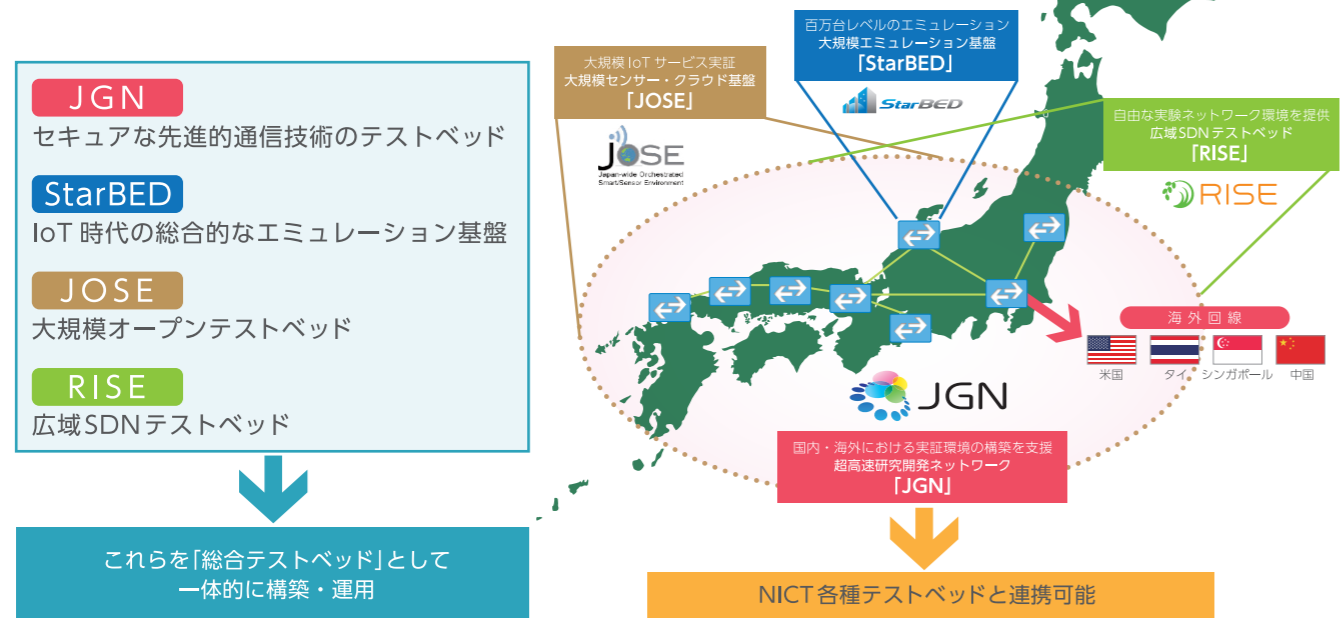 JGN
セキュアな先進的通信技術のテストベッド
StarBED
IoT 時代の総合的なエミュレーション基盤
JOSE
大規模オープンテストベッド
RISE
広域SDNテストベッド
これらを「総合テストベッド」として
一体的に構築・運用
大規模 IoT サービス実証
大規模センサー・クラウド基盤
「JOSE」
JOSE
Japan-wide Orchestrated
Smart/Sensor Environment
百万台レベルのエミュレーション
大規模エミュレーション基盤
「StarBED」
StarBED
自由な実験ネットワーク環境を提供
広域SDNテストベッド
「RISE」
RISE
海外回線
米国 タイ シンガポール 中国
JGN
国内・海外における実証環境の構築を支援
超高速研究開発ネットワーク
「JGN」
NICT 各種テストベッドと連携可能